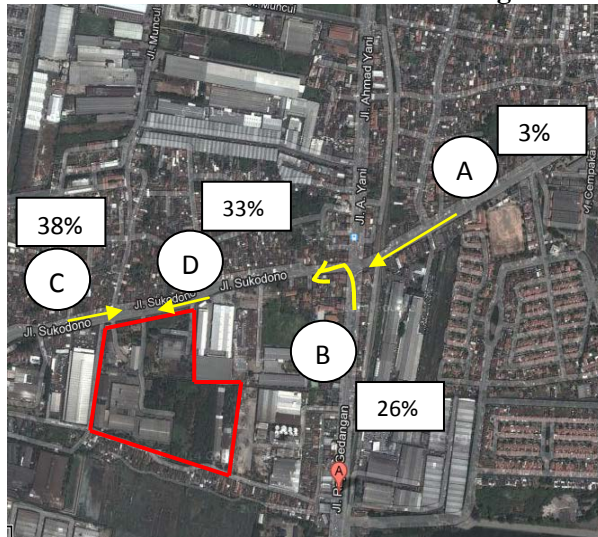 Jl. Muncul
Jl. Muncul
Jl. Ahmad Yani
3%
A
Jl. Cempaka
Jl. A. Yani
33%
38%
D
C
Jl. Sukodono
Jl. Sukodono
Jl. Sukodono
B
26%
Gedangan
A